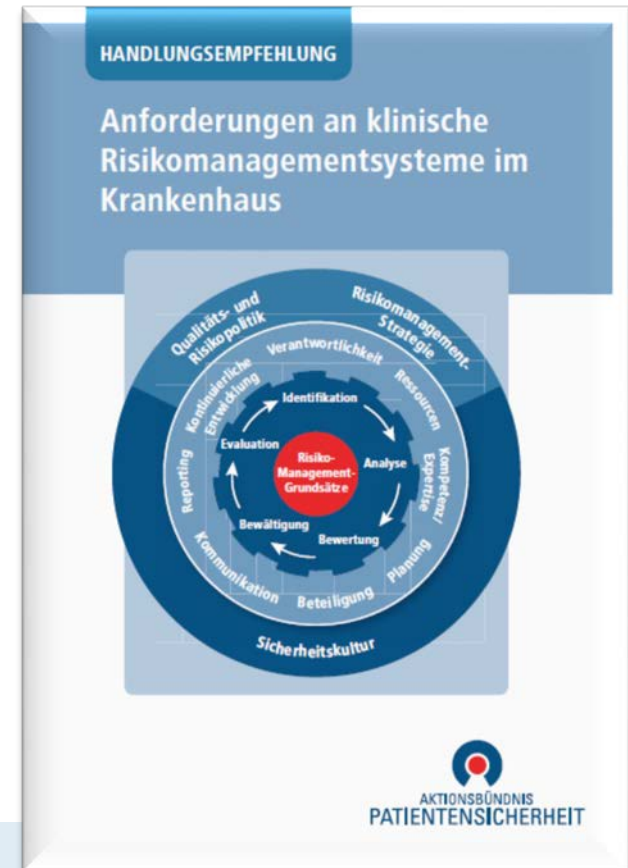 HANDLUNGSEMPFEHLUNG
Anforderungen an klinische
Risikomanagementsysteme im
Krankenhaus
Qualitäts- und
Risikopolitik
Risikomanagement-
Strategie
Kontinuierliche
Entwicklung
Verantwortlichkeit
Ressourcen
Kompetenz/
Expertise
Planung
Beteiligung
Kommunikation
Reporting
Identifikation
Analyse
Bewertung
Bewältigung
Evaluation
Risiko-
Management-
Grundsätze
Sicherheitskultur
AKTIONSBÜNDNIS
PATIENTENSICHERHEIT